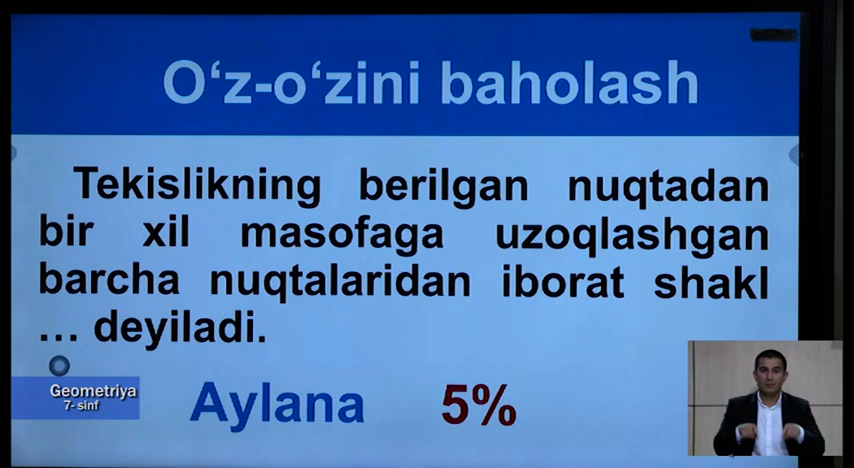 O‘z-o‘zini baholash
Tekislikning berilgan nuqtadan
bir xil masofaga uzoqlashgan
barcha nuqtalaridan iborat shakl
... deyiladi.
Geometriya
7- sinf
Aylana 5%